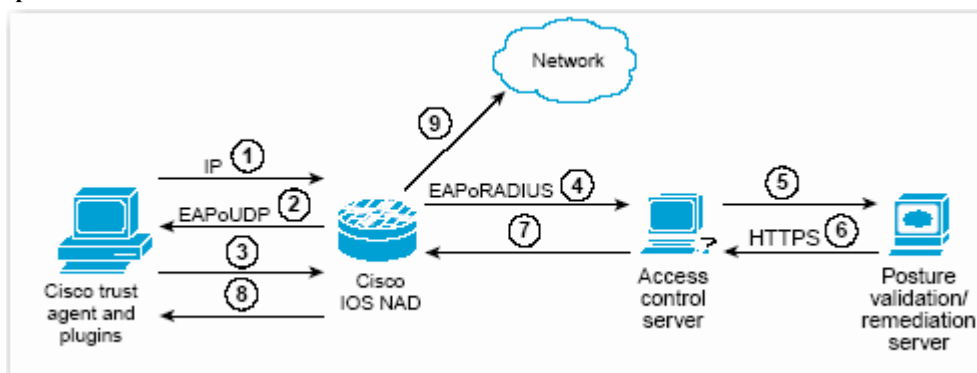 Network
9
IP 1
EAPoUDP 2
3
8
Cisco trust
agent and
plugins
Cisco
IOS NAD
EAPoRADIUS 4
7
Access
control
server
5
HTTPS 6
Posture
validation/
remediation
server